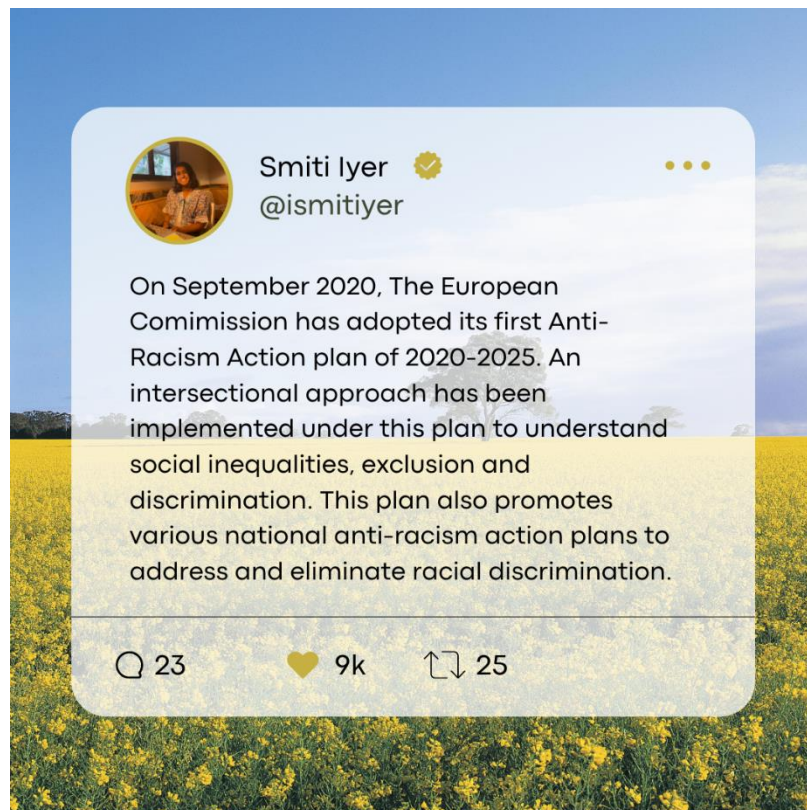 Smiti Iyer
@ismitiyer
On September 2020, The European
Comimission has adopted its first Anti-
Racism Action plan of 2020-2025. An
intersectional approach has been
implemented under this plan to understand
social inequalities, exclusion and
discrimination. This plan also promotes
various national anti-racism action plans to
address and eliminate racial discrimination.
23 9k 25